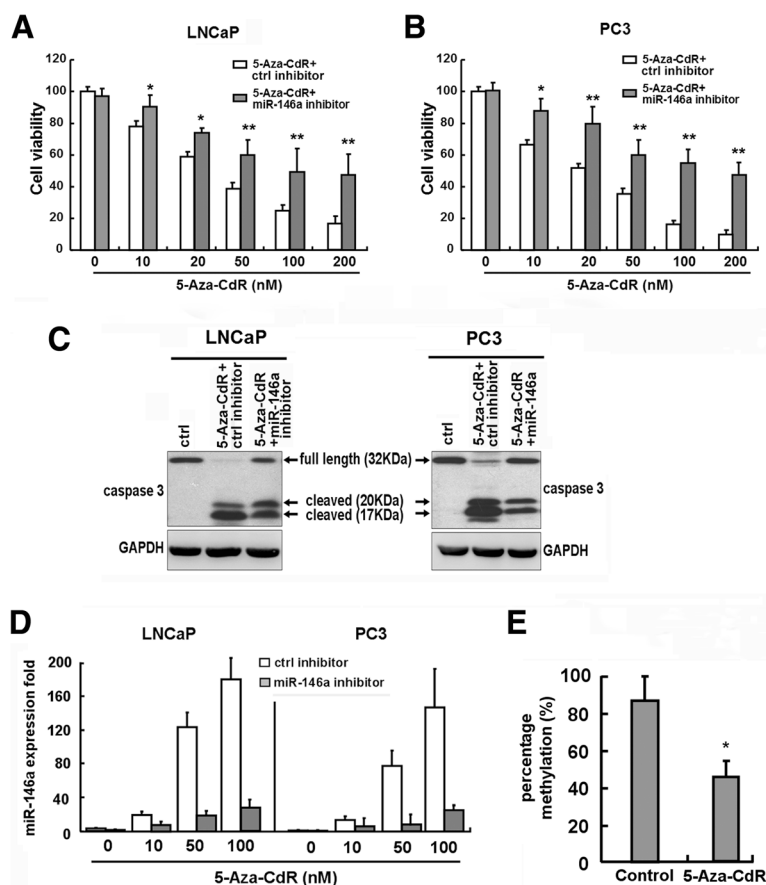 A
LNCaP
Cell viability
120
100
80
60
40
20
0
5-Aza-CdR+
ctrl inhibitor
5-Aza-CdR+
miR-146a inhibitor
*
*
**
**
**
0 10 20 50 100 200
5-Aza-CdR (nM)
B
PC3
Cell viability
120
100
80
60
40
20
0
5-Aza-CdR+
ctrl inhibitor
5-Aza-CdR+
miR-146a inhibitor
*
**
**
**
**
0 10 20 50 100 200
5-Aza-CdR (nM)
C
LNCaP
ctrl
5-Aza-CdR+
ctrl inhibitor
5-Aza-CdR
+miR-146a
inhibitor
PC3
ctrl
5-Aza-CdR+
ctrl inhibitor
5-Aza-CdR
+miR-146a
inhibitor
full length (32KDa)
caspase 3
cleaved (20KDa)
cleaved (17KDa)
caspase 3
GAPDH
GAPDH
D
LNCaP
PC3
miR-146a expression fold
200
160
120
80
40
0
ctrl inhibitor
miR-146a inhibitor
0 10 50 100 0 10 50 100
5-Aza-CdR (nM)
E
percentage
methylation (%)
100
80
60
40
20
0
*
Control 5-Aza-CdR